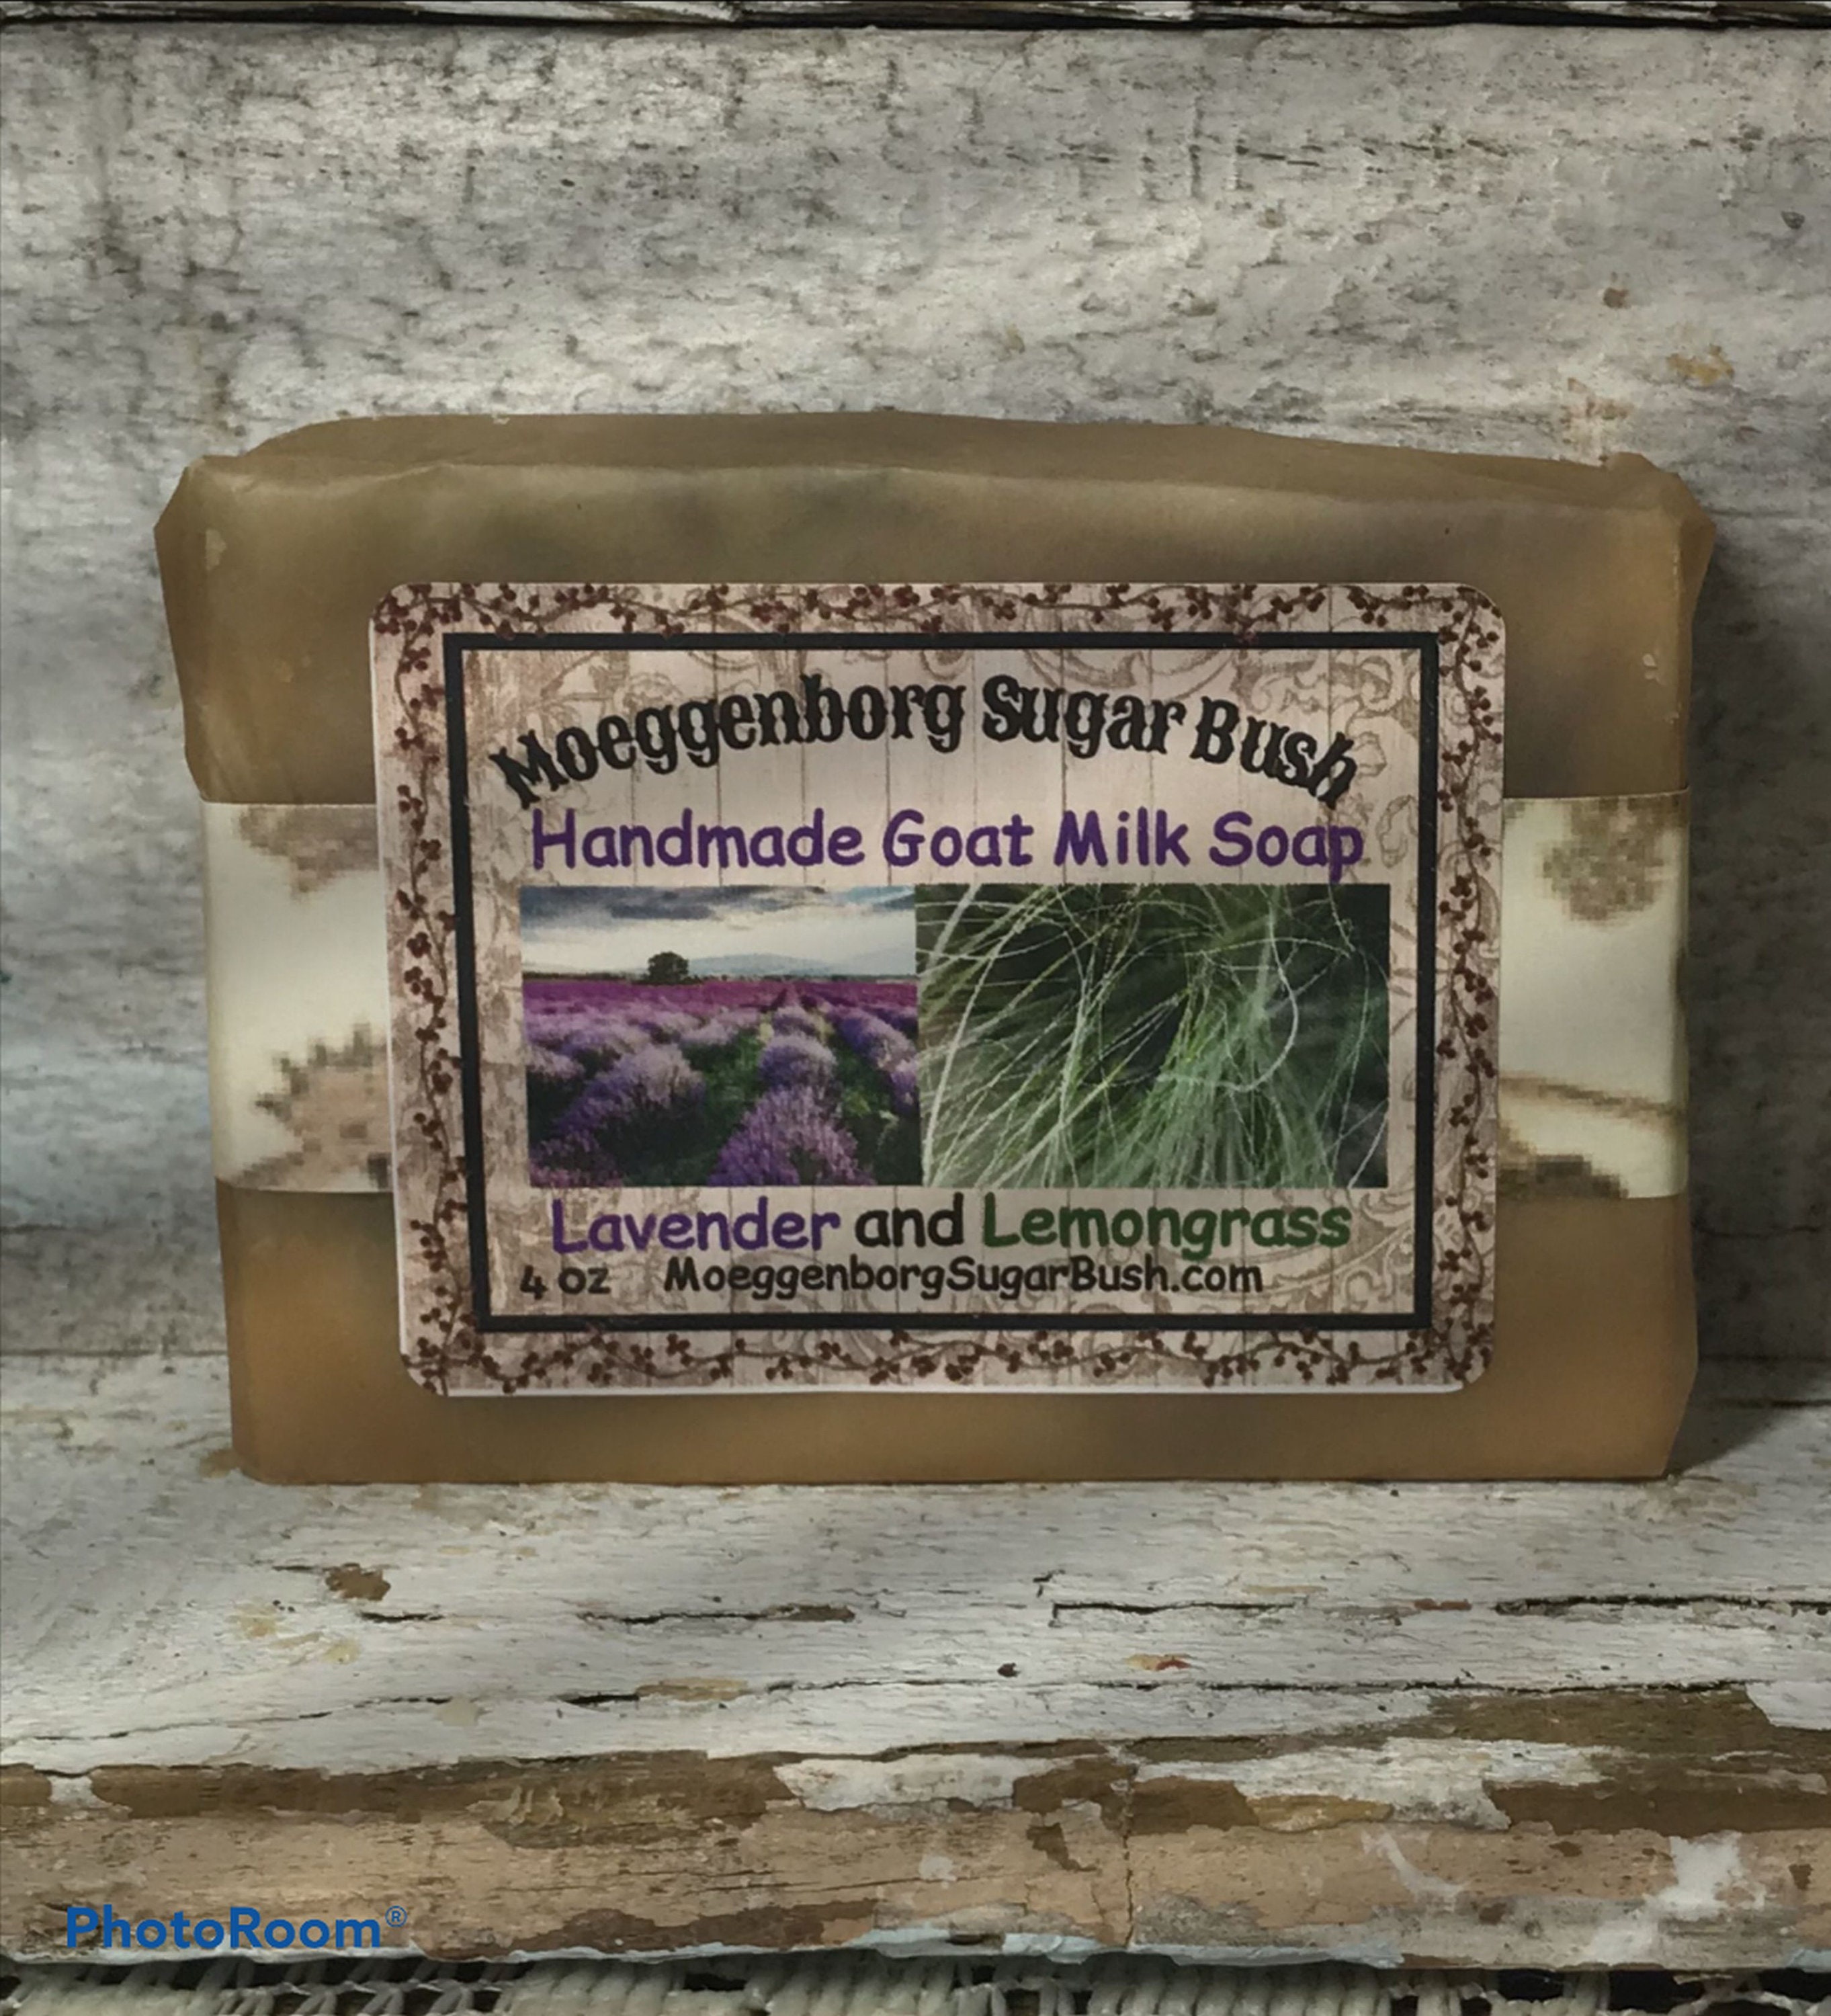 Moeggenborg Sugar Bush
Handmade Goat Milk Soap
Lavender and Lemongrass
4 oz MoeggenborgSugarBush.com
PhotoRoom®